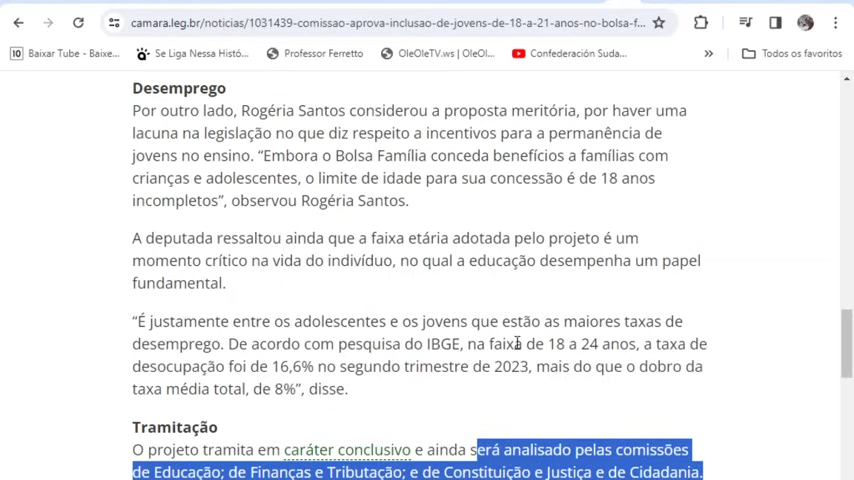 camara.leg.br/noticias/1031439-comissao-aprova-inclusao-de-jovens-de-18-a-21-anos-no-bolsa-f...
10 Baixar Tube - Baixe... Se Liga Nessa Histó... Professor Ferretto OleOleTV.ws | OleOl... Confederación Suda... » Todos os favoritos
Desemprego
Por outro lado, Rogéria Santos considerou a proposta meritória, por haver uma
lacuna na legislação no que diz respeito a incentivos para a permanência de
jovens no ensino. “Embora o Bolsa Família conceda benefícios a famílias com
crianças e adolescentes, o limite de idade para sua concessão é de 18 anos
incompletos”, observou Rogéria Santos.
A deputada ressaltou ainda que a faixa etária adotada pelo projeto é um
momento crítico na vida do indivíduo, no qual a educação desempenha um papel
fundamental.
“É justamente entre os adolescentes e os jovens que estão as maiores taxas de
desemprego. De acordo com pesquisa do IBGE, na faixa de 18 a 24 anos, a taxa de
desocupação foi de 16,6% no segundo trimestre de 2023, mais do que o dobro da
taxa média total, de 8%”, disse.
Tramitação
O projeto tramita em caráter conclusivo e ainda será analisado pelas comissões
de Educação; de Finanças e Tributação; e de Constituição e Justiça e de Cidadania.